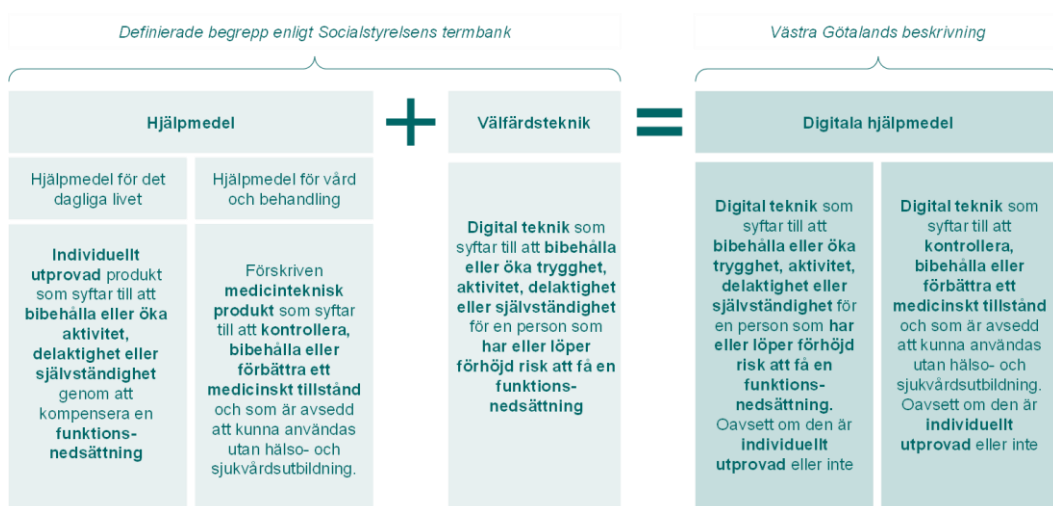 Definierade begrepp enligt Socialstyrelsens termbank
Västra Götalands beskrivning
Hjälpmedel
+
Välfärdsteknik
=
Digitala hjälpmedel
Hjälpmedel för det
dagliga livet
Hjälpmedel för vård
och behandling
Individuellt
utprovad produkt
som syftar till att
bibehålla eller öka
aktivitet,
delaktighet eller
självständighet
genom att
kompensera en
funktions-
nedsättning
Förskriven
medicinteknisk
produkt som syftar
till att kontrollera,
bibehålla eller
förbättra ett
medicinskt tillstånd
och som är avsedd
att kunna användas
utan hälso- och
sjukvårdsutbildning.
Digital teknik som
syftar till att bibehålla
eller öka trygghet,
aktivitet, delaktighet
eller självständighet
för en person som
har eller löper
förhöjd risk att få en
funktions-
nedsättning
Digital teknik som
syftar till att
bibehålla eller öka
trygghet, aktivitet,
delaktighet eller
självständighet för
en person som har
eller löper förhöjd
risk att få en
funktions-
nedsättning.
Oavsett om den är
individuellt
utprovad eller inte
Digital teknik som
syftar till att
kontrollera,
bibehålla eller
förbättra ett
medicinskt tillstånd
och som är avsedd
att kunna användas
utan hälso- och
sjukvårdsutbildning.
Oavsett om den är
individuellt
utprovad eller inte